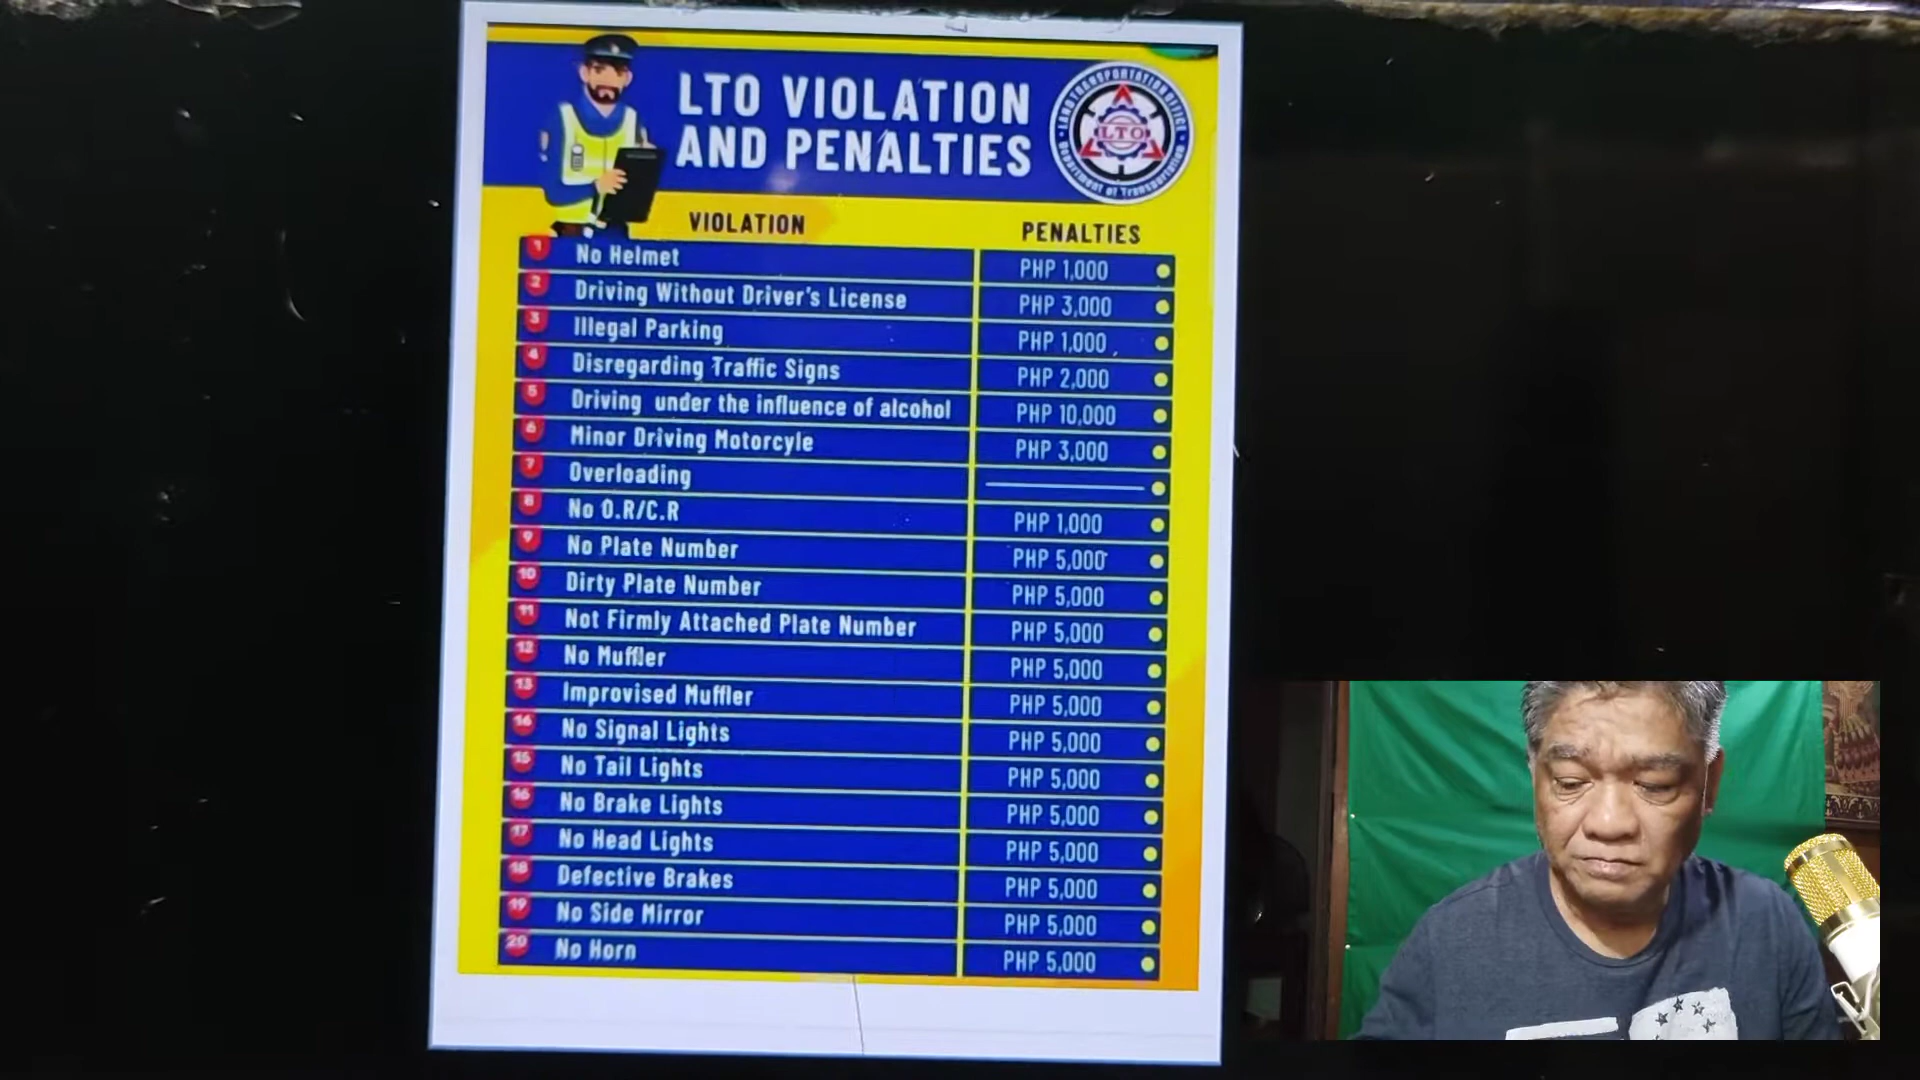 LTO VIOLATION
AND PENALTIES
LAND TRANSPORTATION OFFICE
LTO
Department of Transportation
VIOLATION PENALTIES
1 No Helmet PHP 1,000
2 Driving Without Driver's License PHP 3,000
3 Illegal Parking PHP 1,000
4 Disregarding Traffic Signs PHP 2,000
5 Driving under the influence of alcohol PHP 10,000
6 Minor Driving Motorcyle PHP 3,000
7 Overloading
8 No O.R/C.R PHP 1,000
9 No Plate Number PHP 5,000
10 Dirty Plate Number PHP 5,000
11 Not Firmly Attached Plate Number PHP 5,000
12 No Muffler PHP 5,000
13 Improvised Muffler PHP 5,000
14 No Signal Lights PHP 5,000
15 No Tail Lights PHP 5,000
16 No Brake Lights PHP 5,000
17 No Head Lights PHP 5,000
18 Defective Brakes PHP 5,000
19 No Side Mirror PHP 5,000
20 No Horn PHP 5,000